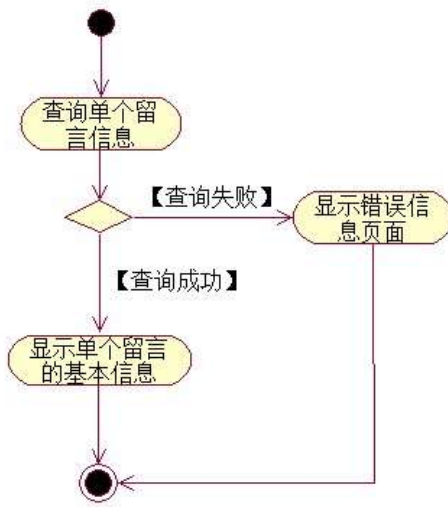 查询单个留
言信息
【查询失败】
显示错误信
息页面
【查询成功】
显示单个留言
的基本信息